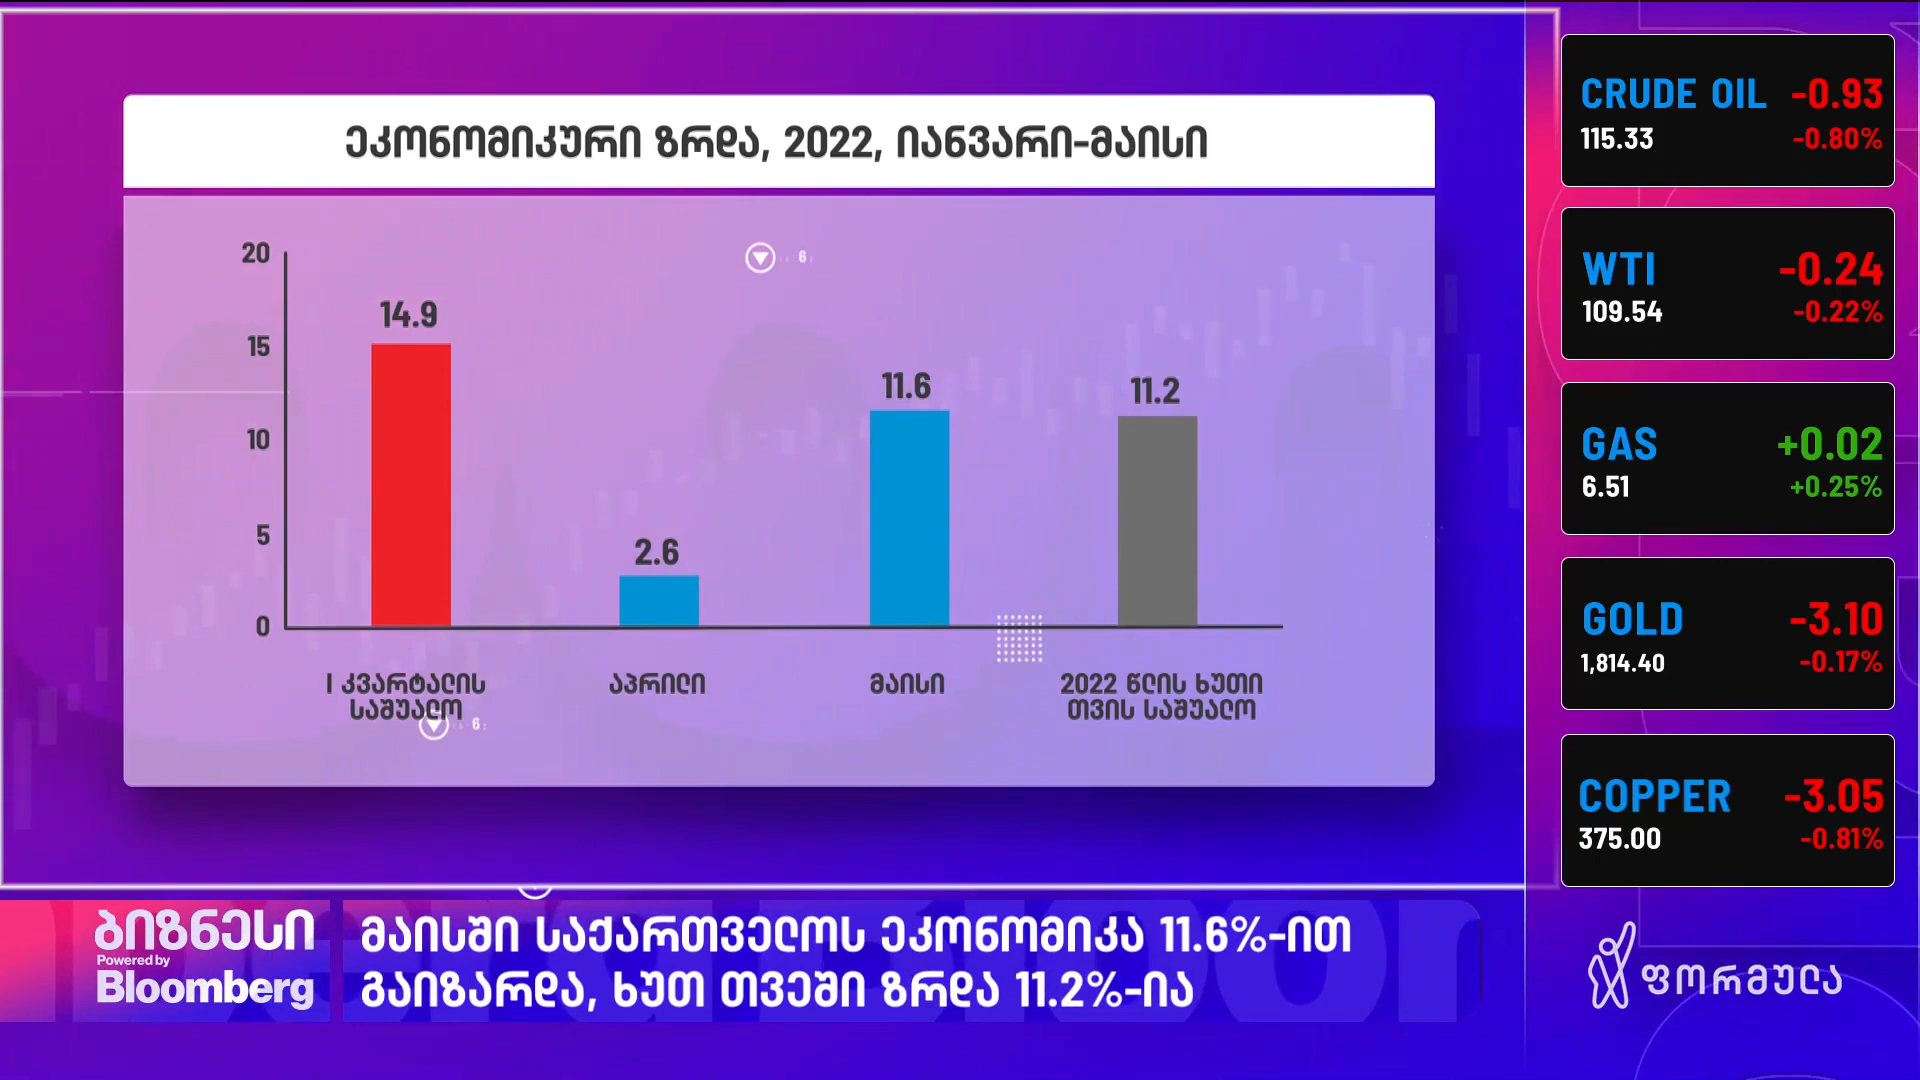 ეკონომიკური ზრდა, 2022, იანვარი-მაისი
20
15
10
5
0
14.9
2.6
11.6
11.2
I კვარტალის
საშუალო
აპრილი
მაისი
2022 წლის ხუთი
თვის საშუალო
CRUDE OIL -0.93
115.33 -0.80%
WTI -0.24
109.54 -0.22%
GAS +0.02
6.51 +0.25%
GOLD -3.10
1,814.40 -0.17%
COPPER -3.05
375.00 -0.81%
ბიზნესი
Powered by
Bloomberg
მაისში საქართველოს ეკონომიკა 11.6%-ით
გაიზარდა, ხუთ თვეში ზრდა 11.2%-ია
ფორმულა